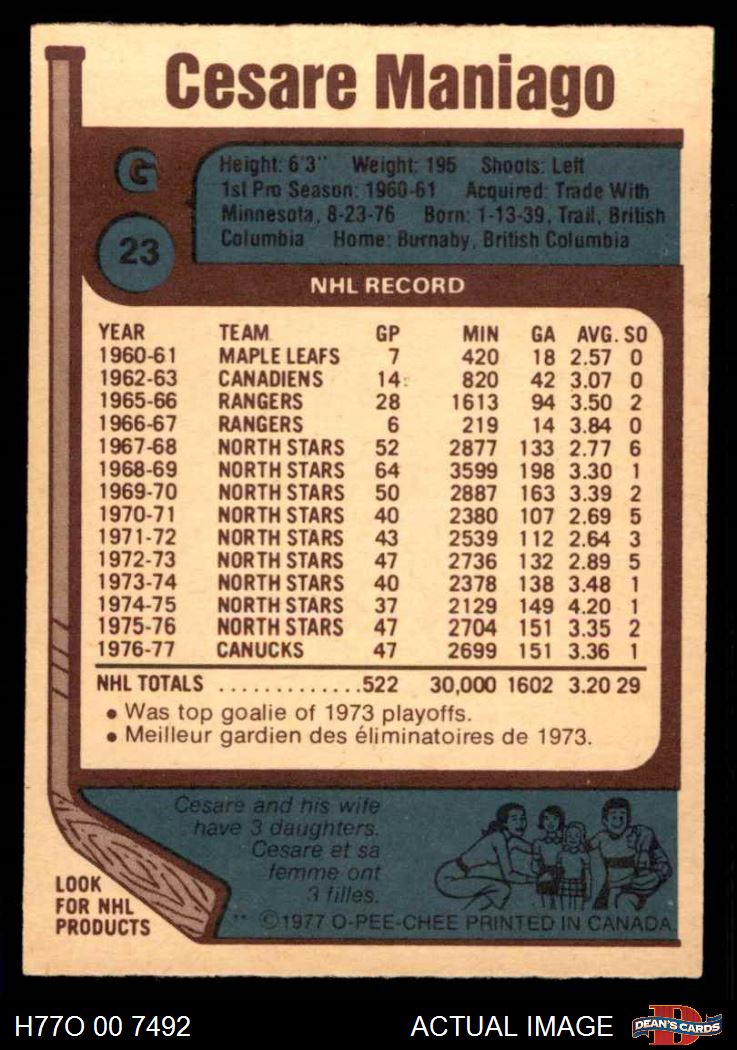 Cesare Maniago
G
23
Height: 6'3" Weight: 195 Shoots: Left
1st Pro Season: 1960-61 Acquired: Trade With
Minnesota, 8-23-76 Born: 1-13-39, Trail, British
Columbia Home: Burnaby, British Columbia
NHL RECORD
YEAR TEAM GP MIN GA AVG. SO
1960-61 MAPLE LEAFS 7 420 18 2.57 0
1962-63 CANADIENS 14 820 42 3.07 0
1965-66 RANGERS 28 1613 94 3.50 2
1966-67 RANGERS 6 219 14 3.84 0
1967-68 NORTH STARS 52 2877 133 2.77 6
1968-69 NORTH STARS 64 3599 198 3.30 1
1969-70 NORTH STARS 50 2887 163 3.39 2
1970-71 NORTH STARS 40 2380 107 2.69 5
1971-72 NORTH STARS 43 2539 112 2.64 3
1972-73 NORTH STARS 47 2736 132 2.89 5
1973-74 NORTH STARS 40 2378 138 3.48 1
1974-75 NORTH STARS 37 2129 149 4.20 1
1975-76 NORTH STARS 47 2704 151 3.35 2
1976-77 CANUCKS 47 2699 151 3.36 1
NHL TOTALS .............522 30,000 1602 3.20 29
• Was top goalie of 1973 playoffs.
• Meilleur gardien des éliminatoires de 1973.
Cesare and his wife
have 3 daughters.
Cesare et sa
femme ont
3 filles.
LOOK
FOR NHL
PRODUCTS
©1977 O-PEE-CHEE PRINTED IN CANADA
H77O 00 7492 ACTUAL IMAGE
DEAN'S CARDS